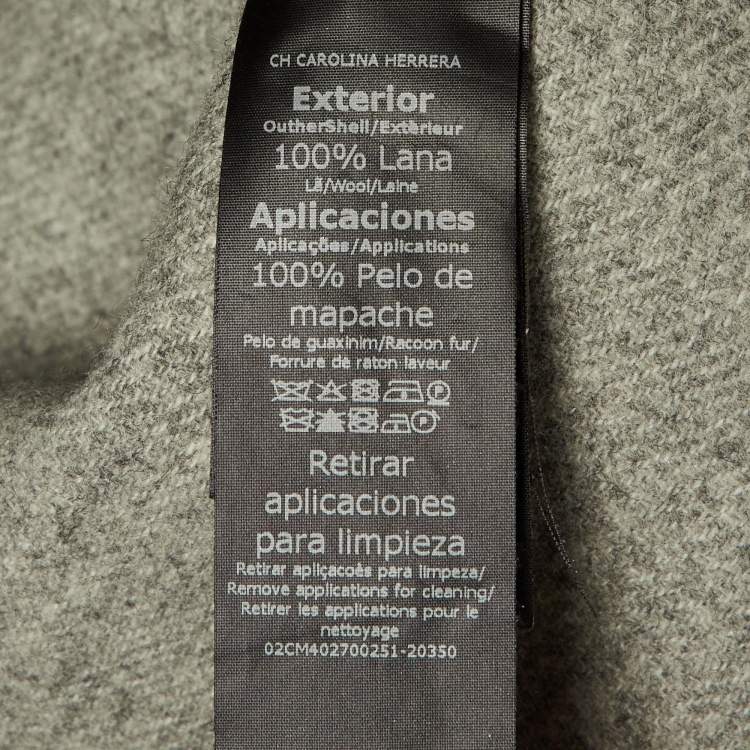 CH CAROLINA HERRERA
Exterior
OutherShell/Extèrieur
100% Lana
Lã/Wool/Laine
Aplicaciones
Aplicações/Applications
100% Pelo de
mapache
Pelo de guaxinim/Racoon fur/
Forrure de raton laveur
Retirar
aplicaciones
para limpieza
Retirar apliçacoês para limpeza/
Remove applications for cleaning/
Retirer les applications pour le
nettoyage
02CM402700251-20350